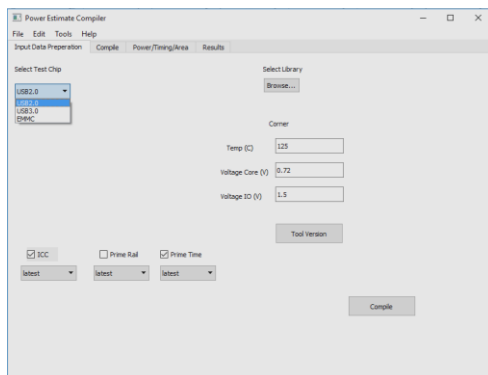 Power Estimate Compiler
File Edit Tools Help
Input Data Preperation Compile Power/Timing/Area Results
Select Test Chip Select Library
USB2.0 Browse...
USB2.0
USB3.0
EMMC
Corner
Temp (C) 125
Voltage Core (V) 0.72
Voltage IO (V) 1.5
Tool Version
ICC Prime Rail Prime Time
latest latest latest
Compile